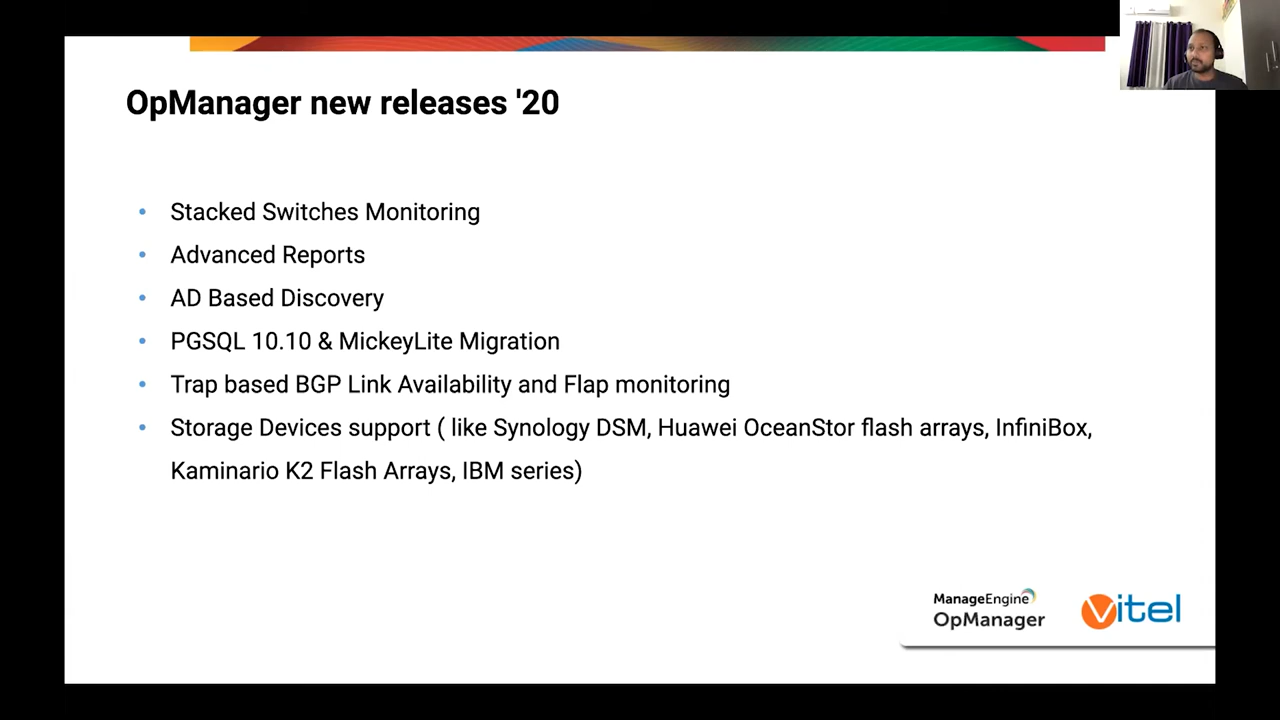 OpManager new releases '20
• Stacked Switches Monitoring
• Advanced Reports
• AD Based Discovery
• PGSQL 10.10 & MickeyLite Migration
• Trap based BGP Link Availability and Flap monitoring
• Storage Devices support ( like Synology DSM, Huawei OceanStor flash arrays, InfiniBox,
Kaminario K2 Flash Arrays, IBM series)
ManageEngine
OpManager
vitel